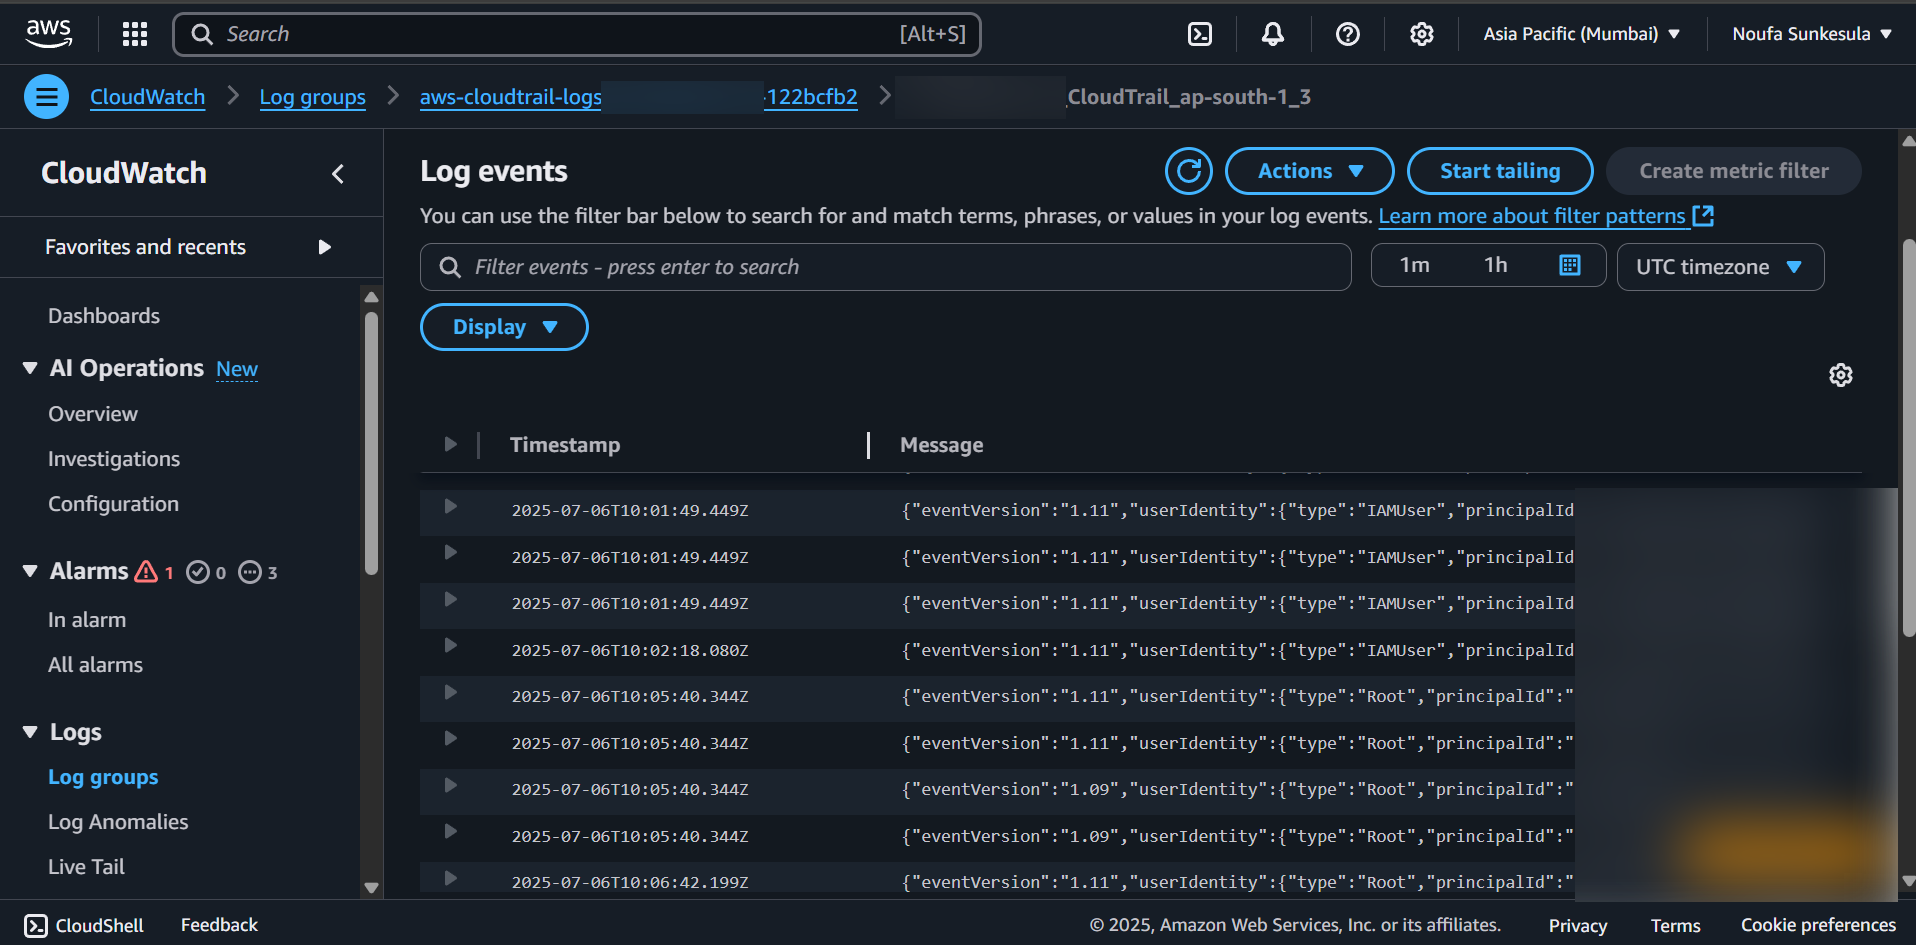 aws
Search [Alt+S]
Asia Pacific (Mumbai)
Noufa Sunkesula
CloudWatch
Log groups
aws-cloudtrail-logs -122bcfb2
_CloudTrail_ap-south-1_3
CloudWatch
Favorites and recents
Dashboards
AI Operations New
Overview
Investigations
Configuration
Alarms 1 0 3
In alarm
All alarms
Logs
Log groups
Log Anomalies
Live Tail
Log events
Actions
Start tailing
Create metric filter
You can use the filter bar below to search for and match terms, phrases, or values in your log events. Learn more about filter patterns
Filter events - press enter to search
1m 1h
UTC timezone
Display
Timestamp Message
2025-07-06T10:01:49.449Z {"eventVersion":"1.11","userIdentity":{"type":"IAMUser","principalId
2025-07-06T10:01:49.449Z {"eventVersion":"1.11","userIdentity":{"type":"IAMUser","principalId
2025-07-06T10:01:49.449Z {"eventVersion":"1.11","userIdentity":{"type":"IAMUser","principalId
2025-07-06T10:02:18.080Z {"eventVersion":"1.11","userIdentity":{"type":"IAMUser","principalId
2025-07-06T10:05:40.344Z {"eventVersion":"1.11","userIdentity":{"type":"Root","principalId":"
2025-07-06T10:05:40.344Z {"eventVersion":"1.11","userIdentity":{"type":"Root","principalId":"
2025-07-06T10:05:40.344Z {"eventVersion":"1.09","userIdentity":{"type":"Root","principalId":"
2025-07-06T10:05:40.344Z {"eventVersion":"1.09","userIdentity":{"type":"Root","principalId":"
2025-07-06T10:06:42.199Z {"eventVersion":"1.11","userIdentity":{"type":"Root","principalId":"
CloudShell
Feedback
© 2025, Amazon Web Services, Inc. or its affiliates.
Privacy
Terms
Cookie preferences